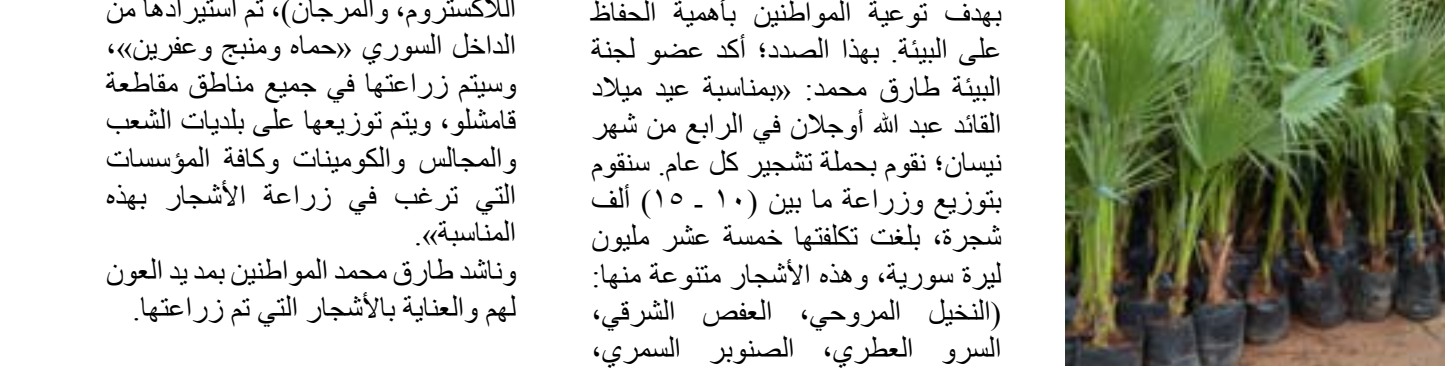 بهدف توعية المواطنين بأهمية الحفاظ
على البيئة. بهذا الصدد؛ أكد عضو لجنة
البيئة طارق محمد: «بمناسبة عيد ميلاد
القائد عبد الله أوجلان في الرابع من شهر
نيسان؛ نقوم بحملة تشجير كل عام. سنقوم
بتوزيع وزراعة ما بين (١٠ ـ ١٥) ألف
شجرة، بلغت تكلفتها خمسة عشر مليون
ليرة سورية، وهذه الأشجار متنوعة منها:
(النخيل المروحي، العفص الشرقي،
السرو العطري، الصنوبر السمري،
اللاكستروم، والمرجان)، تم استيرادها من
الداخل السوري «حماه ومنبج وعفرين»،
وسيتم زراعتها في جميع مناطق مقاطعة
قامشلو، ويتم توزيعها على بلديات الشعب
والمجالس والكومينات وكافة المؤسسات
التي ترغب في زراعة الأشجار بهذه
المناسبة».
وناشد طارق محمد المواطنين بمد يد العون
لهم والعناية بالأشجار التي تم زراعتها.